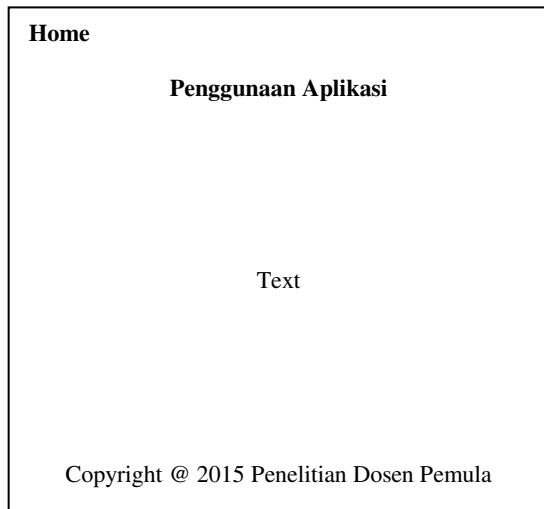 Home
Penggunaan Aplikasi
Text
Copyright @ 2015 Penelitian Dosen Pemula